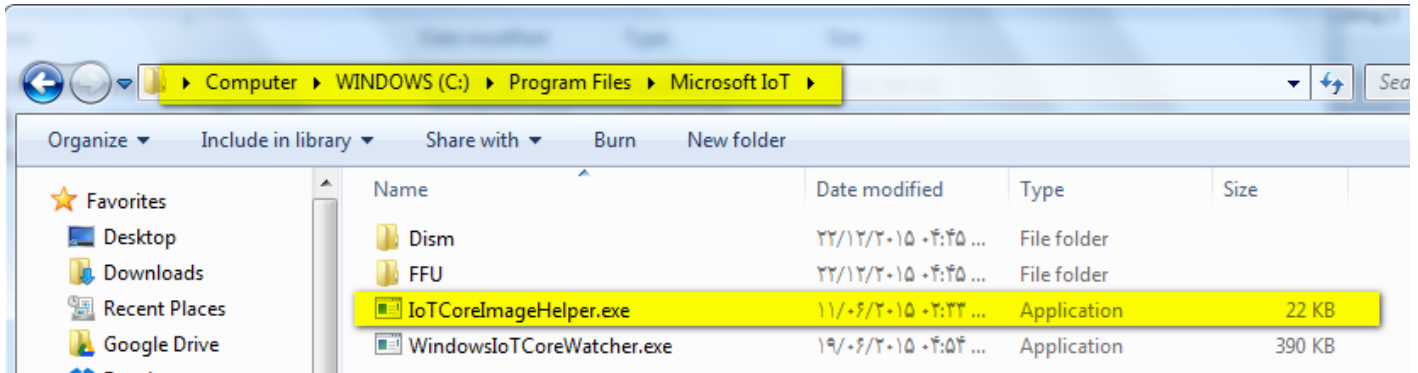 Computer WINDOWS (C:) Program Files Microsoft IoT Sea
Organize Include in library Share with Burn New folder
Favorites Name Date modified Type Size
Desktop Dism ۲۲/۱۲/۲۰۱۵ ۰۴:۴۵ ... File folder
Downloads FFU ۲۲/۱۲/۲۰۱۵ ۰۴:۴۵ ... File folder
Recent Places IoTCoreImageHelper.exe ۱۱/۰۶/۲۰۱۵ ۰۲:۳۳ ... Application 22 KB
Google Drive WindowsIoTCoreWatcher.exe ۱۹/۰۶/۲۰۱۵ ۰۴:۵۴ ... Application 390 KB